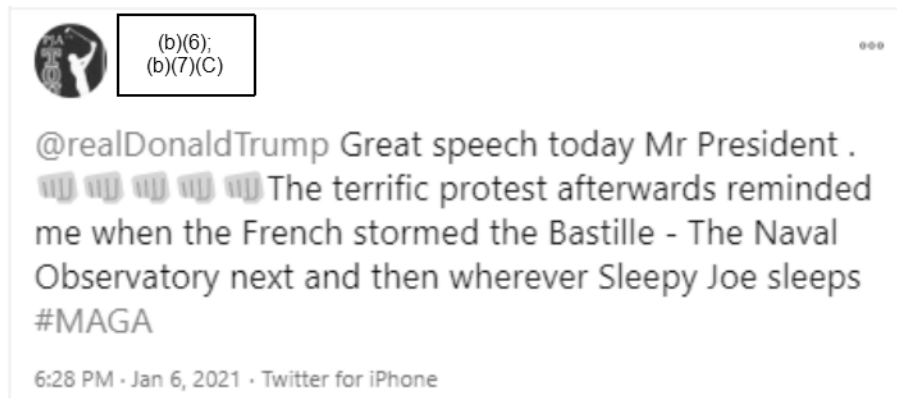 PJA
TOUR
(b)(6);
(b)(7)(C)
@realDonaldTrump Great speech today Mr President .
👊👊👊👊👊The terrific protest afterwards reminded
me when the French stormed the Bastille - The Naval
Observatory next and then wherever Sleepy Joe sleeps
#MAGA
6:28 PM · Jan 6, 2021 · Twitter for iPhone